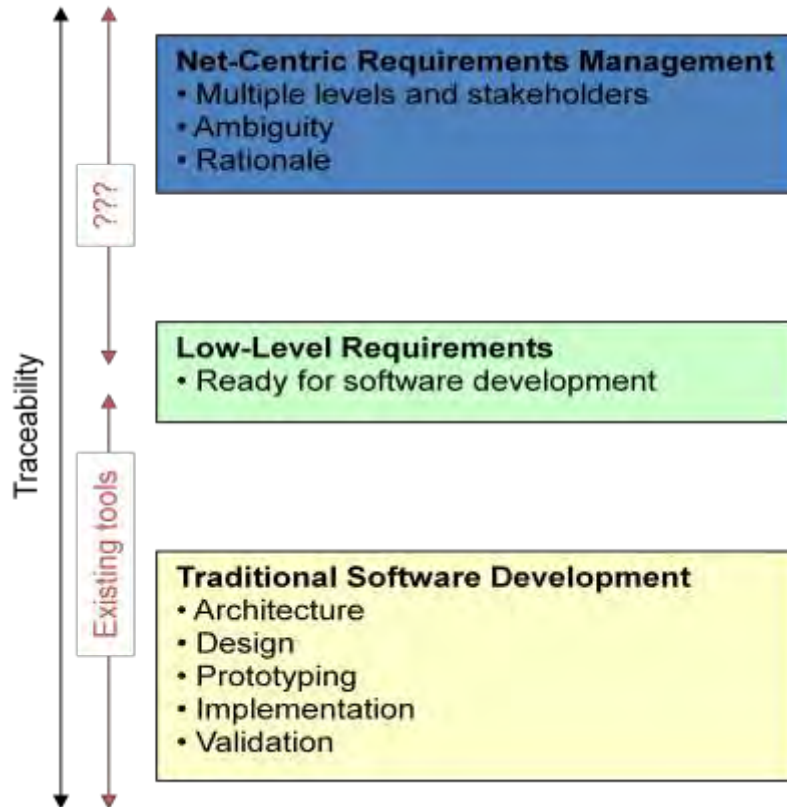 Net-Centric Requirements Management
• Multiple levels and stakeholders
• Ambiguity
• Rationale
???
Low-Level Requirements
• Ready for software development
Traceability
Existing tools
Traditional Software Development
• Architecture
• Design
• Prototyping
• Implementation
• Validation